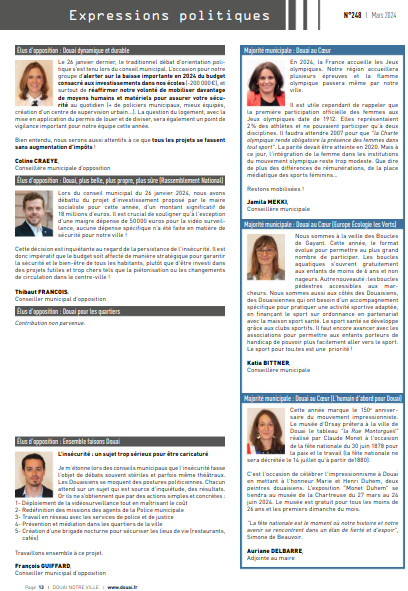 Expressions politiques
N°248 | Mars 2024
Élus d'opposition : Douai dynamique et durable
Le 26 janvier dernier, le traditionnel débat d'orientation poli-
tique s'est tenu lors du conseil municipal. L'occasion pour notre
groupe d'alerter sur la baisse importante en 2024 du budget
consacré aux investissements dans nos écoles (-200 000 €), et
surtout de réaffirmer notre volonté de mobiliser davantage
de moyens humains et matériels pour assurer votre sécu-
rité au quotidien (+ de policiers municipaux, mieux équipés,
création d'un centre de supervision urbain...). La question du logement, avec la
mise en application du permis de louer et de diviser, sera également un point de
vigilance important pour notre équipe cette année.
Bien entendu, nous serons aussi attentifs à ce que tous les projets se fassent
sans augmentation d'impôts !
Coline CRAEYE,
Conseillère municipale d'opposition
Élus d'opposition : Douai, plus belle, plus propre, plus sûre (Rassemblement National)
Lors du conseil municipal du 26 janvier 2024, nous avons
débattu du projet d'investissement proposé par le maire
socialiste pour cette année, d'un montant significatif de
18 millions d'euros. Il est crucial de souligner qu'à l'exception
d'une maigre dépense de 50 000 euros pour la vidéo surveil-
lance, aucune dépense spécifique n'a été faite en matière de
sécurité pour notre ville !
Cette décision est inquiétante au regard de la persistance de l'insécurité. Il est
donc impératif que le budget soit affecté de manière stratégique pour garantir
la sécurité et le bien-être de tous les habitants, plutôt que d'être investi dans
des projets futiles et trop chers tels que la piétonisation ou les changements
de circulation dans le centre-ville !
Thibaut FRANCOIS,
Conseiller municipal d'opposition
Élus d'opposition : Douai pour les quartiers
Contribution non parvenue.
Élus d'opposition : Ensemble faisons Douai
L'insécurité : un sujet trop sérieux pour être caricaturé
Je m'étonne lors des conseils municipaux que l'insécurité fasse
l'objet de débats souvent stériles et parfois même théâtraux.
Les Douaisiens se moquent des postures politiciennes. Chacun
attend sur un sujet qui est source d'inquiétude, des résultats.
Or ils ne s'obtiennent que par des actions simples et concrètes :
1- Déploiement de la vidéosurveillance tout en maîtrisant le coût
2- Redéfinition des missions des agents de la Police municipale
3- Travail en réseau avec les services de police et de justice
4- Prévention et médiation dans les quartiers de la ville
5- Création d'une brigade nocturne pour sécuriser les lieux de vie (restaurants,
cafés)
Travaillons ensemble à ce projet.
François GUIFFARD,
Conseiller municipal d'opposition
Majorité municipale : Douai au Cœur
En 2024, la France accueille les Jeux
olympiques. Notre région accueillera
plusieurs épreuves et la flamme
olympique passera même par notre
ville.
Il est utile cependant de rappeler que
la première participation officielle des femmes aux
Jeux olympiques date de 1912. Elles représentaient
2 % des athlètes et ne pouvaient participer qu'à deux
disciplines. Il faudra attendre 2007 pour que "la Charte
olympique rende obligatoire la présence des femmes dans
tout sport". La parité devait être atteinte en 2020. Mais à
ce jour, l'intégration de la femme dans les institutions
du mouvement olympique reste trop modeste. Que dire
de plus des différences de rémunérations, de la place
médiatique des sports féminins...
Restons mobilisées !
Jamila MEKKI,
Conseillère municipale
Majorité municipale : Douai au Cœur (Europe Écologie les Verts)
Nous sommes à la veille des Boucles
de Gayant. Cette année, le format
évolue pour permettre au plus grand
nombre de participer. Les boucles
aquatiques s'ouvrent gratuitement
aux enfants de moins de 6 ans et non
nageurs. Autre nouveauté : les boucles
pédestres accessibles aux mar-
cheurs. Nous sommes aussi aux côtés des Douaisiens,
des Douaisiennes qui ont besoin d'un accompagnement
spécifique pour pratiquer une activité sportive adaptée,
en finançant le sport sur ordonnance en partenariat
avec la maison sport santé. Le sport santé se développe
grâce aux clubs sportifs. Il faut encore avancer avec les
associations pour permettre aux enfants porteurs de
handicap de pouvoir plus facilement aller vers le sport.
Le sport pour toutes est une priorité !
Katia BITTNER,
Conseillère municipale
Majorité municipale : Douai au Cœur (L'humain d'abord pour Douai)
Cette année marque le 150e anniver-
saire du mouvement impressionniste.
Le musée d'Orsay prêtera à la ville de
Douai le tableau "la Rue Montorgueil"
réalisé par Claude Monet à l'occasion
de la fête nationale du 30 juin 1878 pour
la paix et le travail (la fête nationale ne
sera décrétée le 14 juillet qu'à partir de 1880).
C'est l'occasion de célébrer l'impressionnisme à Douai
en mettant à l'honneur Marie et Henri Duhem, deux
peintres douaisiens. L'exposition "Monet Duhem" se
tiendra au musée de la Chartreuse du 27 mars au 24
juin 2024. Le musée est gratuit pour tous les moins de
26 ans et les premiers dimanche du mois.
"La fête nationale est le moment où notre histoire et notre
avenir se rencontrent dans un élan de fierté et d'espoir",
Simone de Beauvoir.
Auriane DELBARRE,
Adjointe au maire
Page 12 | DOUAI NOTRE VILLE | www.douai.fr